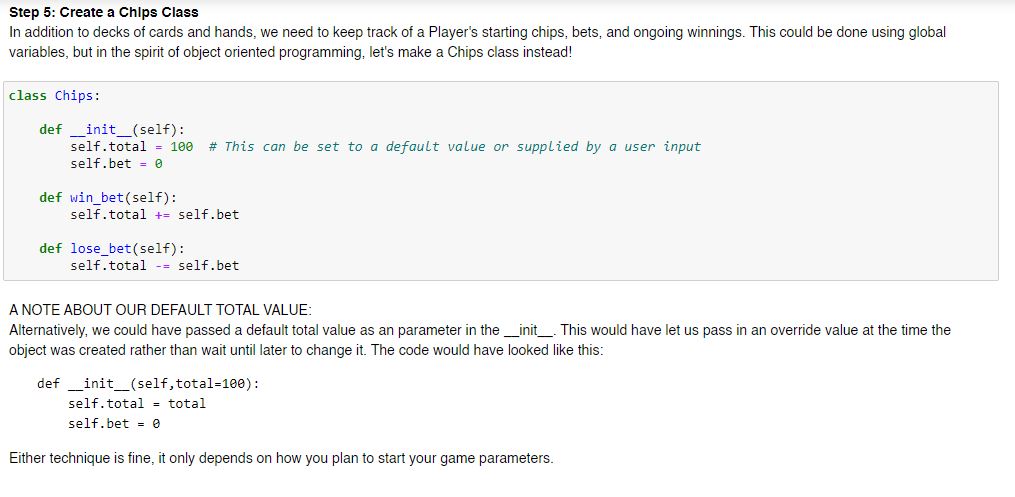 Step 5: Create a Chips Class
In addition to decks of cards and hands, we need to keep track of a Player's starting chips, bets, and ongoing winnings. This could be done using global
variables, but in the spirit of object oriented programming, let's make a Chips class instead!
class Chips:
def __init__(self):
self.total = 100  # This can be set to a default value or supplied by a user input
self.bet = 0
def win_bet(self):
self.total += self.bet
def lose_bet(self):
self.total -= self.bet
A NOTE ABOUT OUR DEFAULT TOTAL VALUE:
Alternatively, we could have passed a default total value as an parameter in the __init__. This would have let us pass in an override value at the time the
object was created rather than wait until later to change it. The code would have looked like this:
def __init__(self,total=100):
self.total = total
self.bet = 0
Either technique is fine, it only depends on how you plan to start your game parameters.